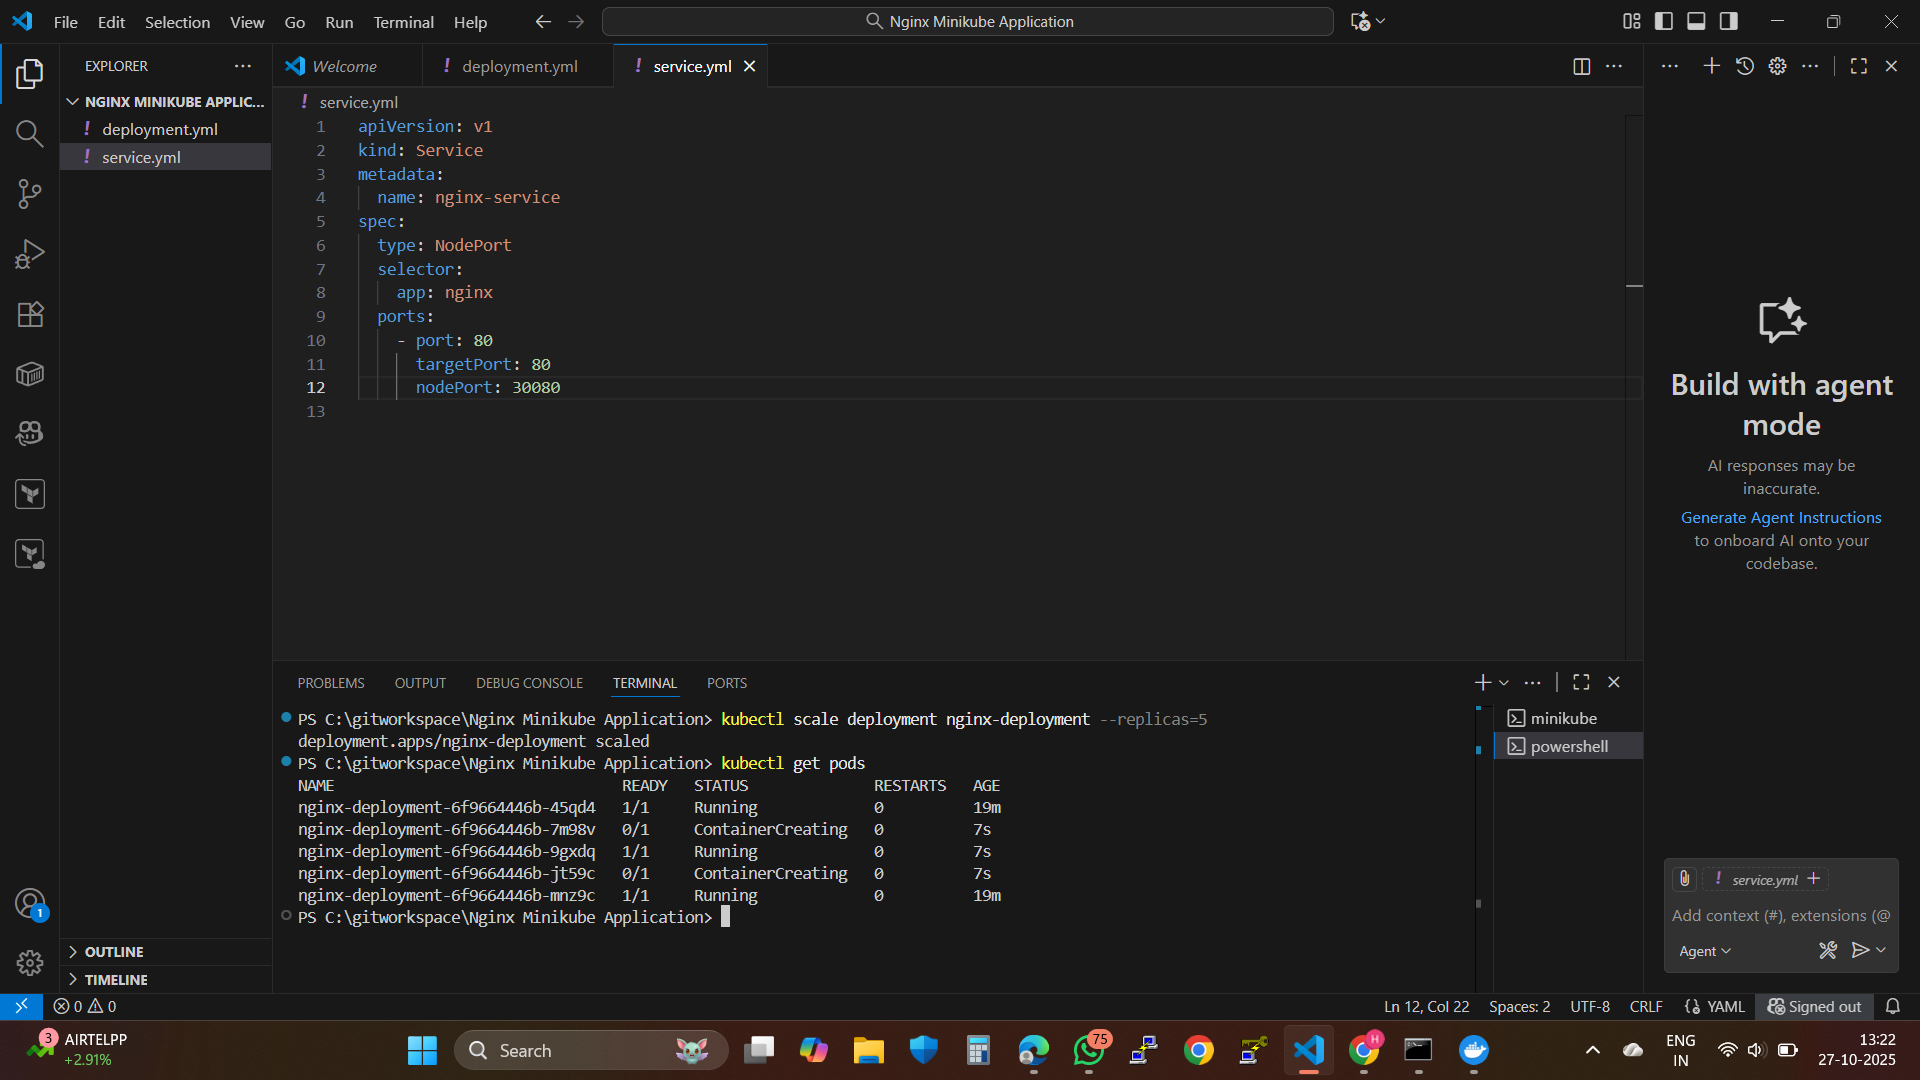 File Edit Selection View Go Run Terminal Help
Nginx Minikube Application
EXPLORER
NGINX MINIKUBE APPLIC...
! deployment.yml
! service.yml
OUTLINE
TIMELINE
Welcome
! deployment.yml
! service.yml
! service.yml
1 apiVersion: v1
2 kind: Service
3 metadata:
4 name: nginx-service
5 spec:
6 type: NodePort
7 selector:
8 app: nginx
9 ports:
10 - port: 80
11 targetPort: 80
12 nodePort: 30080
13
PROBLEMS OUTPUT DEBUG CONSOLE TERMINAL PORTS
PS C:\gitworkspace\Nginx Minikube Application> kubectl scale deployment nginx-deployment --replicas=5
deployment.apps/nginx-deployment scaled
PS C:\gitworkspace\Nginx Minikube Application> kubectl get pods
NAME READY STATUS RESTARTS AGE
nginx-deployment-6f9664446b-45qd4 1/1 Running 0 19m
nginx-deployment-6f9664446b-7m98v 0/1 ContainerCreating 0 7s
nginx-deployment-6f9664446b-9gxdq 1/1 Running 0 7s
nginx-deployment-6f9664446b-jt59c 0/1 ContainerCreating 0 7s
nginx-deployment-6f9664446b-mnz9c 1/1 Running 0 19m
PS C:\gitworkspace\Nginx Minikube Application>
minikube
powershell
Build with agent
mode
AI responses may be
inaccurate.
Generate Agent Instructions
to onboard AI onto your
codebase.
! service.yml +
Add context (#), extensions (@
Agent
1
0 0
Ln 12, Col 22 Spaces: 2 UTF-8 CRLF {} YAML Signed out
3
AIRTELPP
+2.91%
Search
75
H
ENG
IN
13:22
27-10-2025